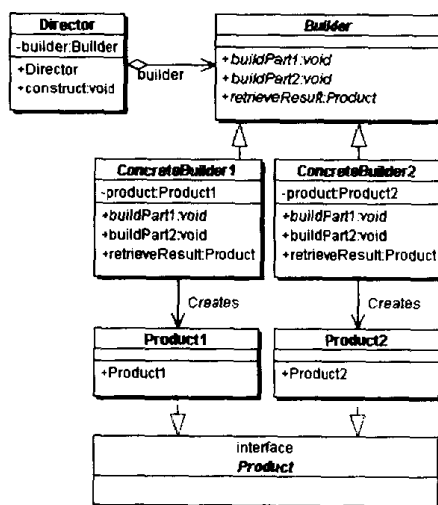 Director
-builder:Builder
+Director
+construct:void
builder
Builder
+buildPart1:void
+buildPart2:void
+retrieveResult:Product
ConcreteBuilder1
-product:Product1
+buildPart1:void
+buildPart2:void
+retrieveResult:Product
ConcreteBuilder2
-product:Product2
+buildPart1:void
+buildPart2:void
+retrieveResult:Product
Creates
Creates
Product1
+Product1
Product2
+Product2
interface
Product